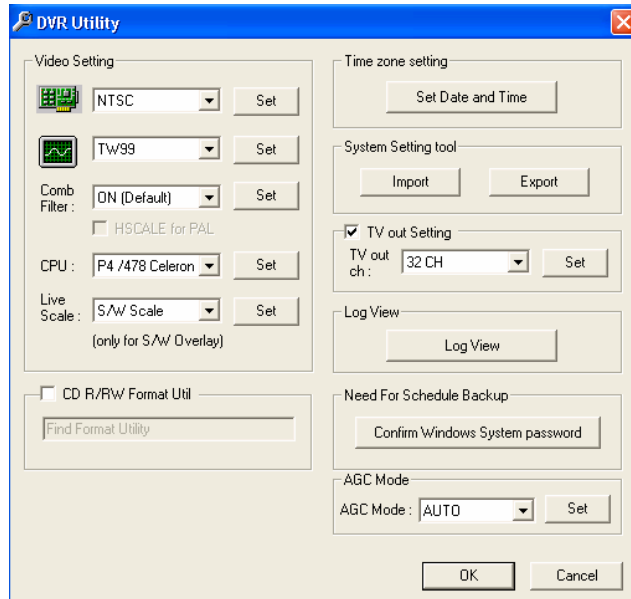 DVR Utility
Video Setting
NTSC
Set
TW99
Set
Comb
Filter :
ON (Default)
Set
HSCALE for PAL
CPU :
P4 /478 Celeron
Set
Live
Scale :
S/W Scale
Set
(only for S/W Overlay)
CD R/RW Format Util
Find Format Utility
Time zone setting
Set Date and Time
System Setting tool
Import
Export
TV out Setting
TV out
ch :
32 CH
Set
Log View
Log View
Need For Schedule Backup
Confirm Windows System password
AGC Mode
AGC Mode :
AUTO
Set
OK
Cancel